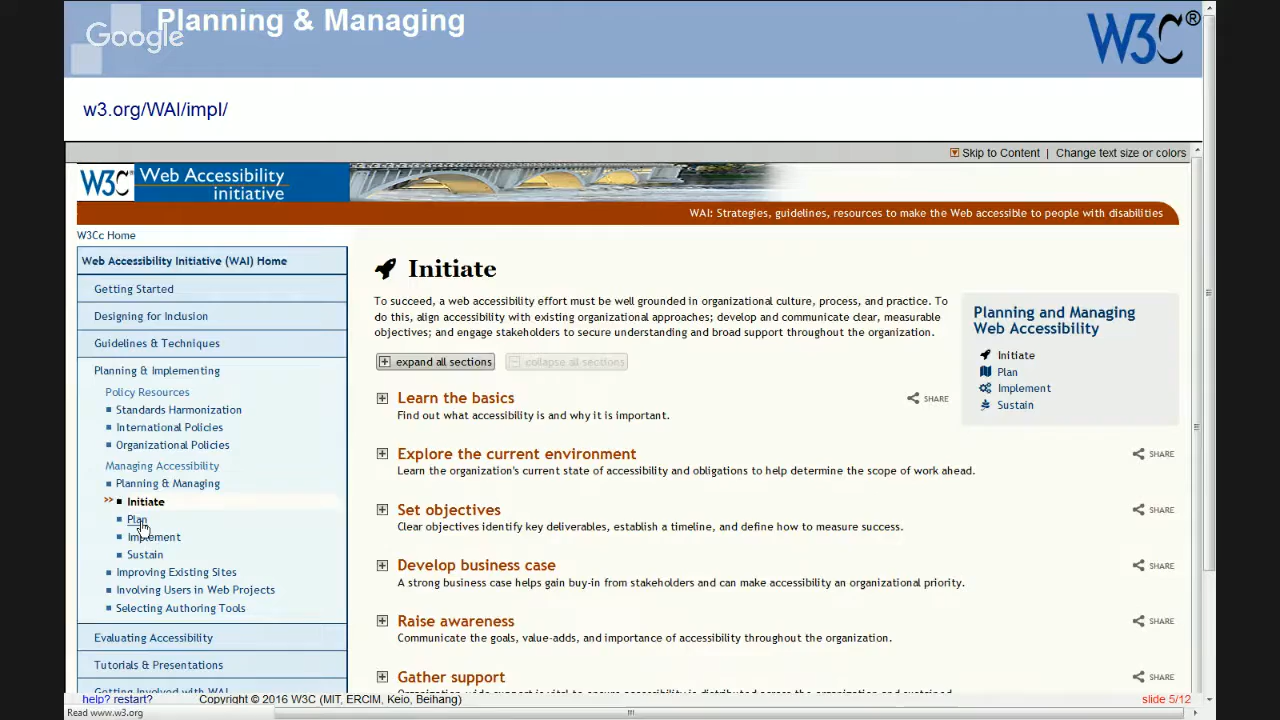 Planning & Managing
Google
W3C®
w3.org/WAI/impl/
Skip to Content | Change text size or colors
W3C® Web Accessibility
initiative
WAI: Strategies, guidelines, resources to make the Web accessible to people with disabilities
W3Cc Home
Web Accessibility Initiative (WAI) Home
Getting Started
Designing for Inclusion
Guidelines & Techniques
Planning & Implementing
Policy Resources
Standards Harmonization
International Policies
Organizational Policies
Managing Accessibility
Planning & Managing
>> Initiate
Plan
Implement
Sustain
Improving Existing Sites
Involving Users in Web Projects
Selecting Authoring Tools
Evaluating Accessibility
Tutorials & Presentations
Getting Involved with WAI
Initiate
To succeed, a web accessibility effort must be well grounded in organizational culture, process, and practice. To
do this, align accessibility with existing organizational approaches; develop and communicate clear, measurable
objectives; and engage stakeholders to secure understanding and broad support throughout the organization.
expand all sections
collapse all sections
Learn the basics
SHARE
Find out what accessibility is and why it is important.
Explore the current environment
SHARE
Learn the organization's current state of accessibility and obligations to help determine the scope of work ahead.
Set objectives
SHARE
Clear objectives identify key deliverables, establish a timeline, and define how to measure success.
Develop business case
SHARE
A strong business case helps gain buy-in from stakeholders and can make accessibility an organizational priority.
Raise awareness
SHARE
Communicate the goals, value-adds, and importance of accessibility throughout the organization.
Gather support
SHARE
Planning and Managing
Web Accessibility
Initiate
Plan
Implement
Sustain
help? restart?
Copyright © 2016 W3C (MIT, ERCIM, Keio, Beihang)
slide 5/12
Read www.w3.org